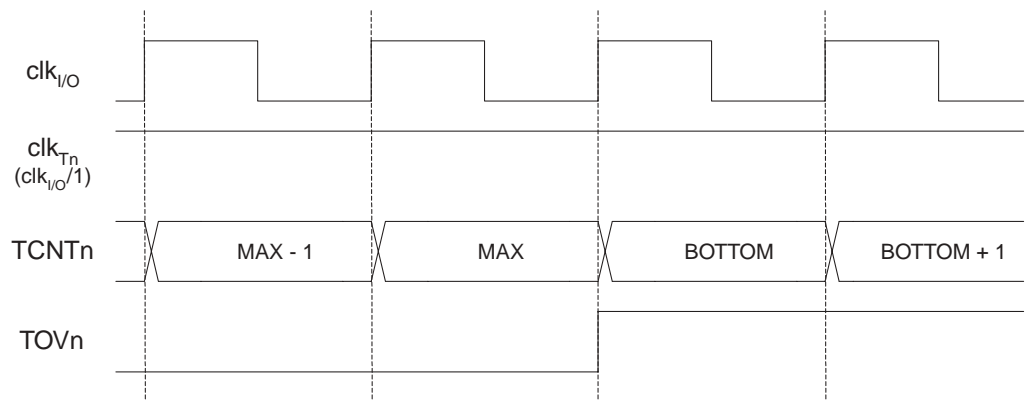 clkI/O
clkTn
(clkI/O/1)
TCNTn MAX - 1 MAX BOTTOM BOTTOM + 1
TOVn